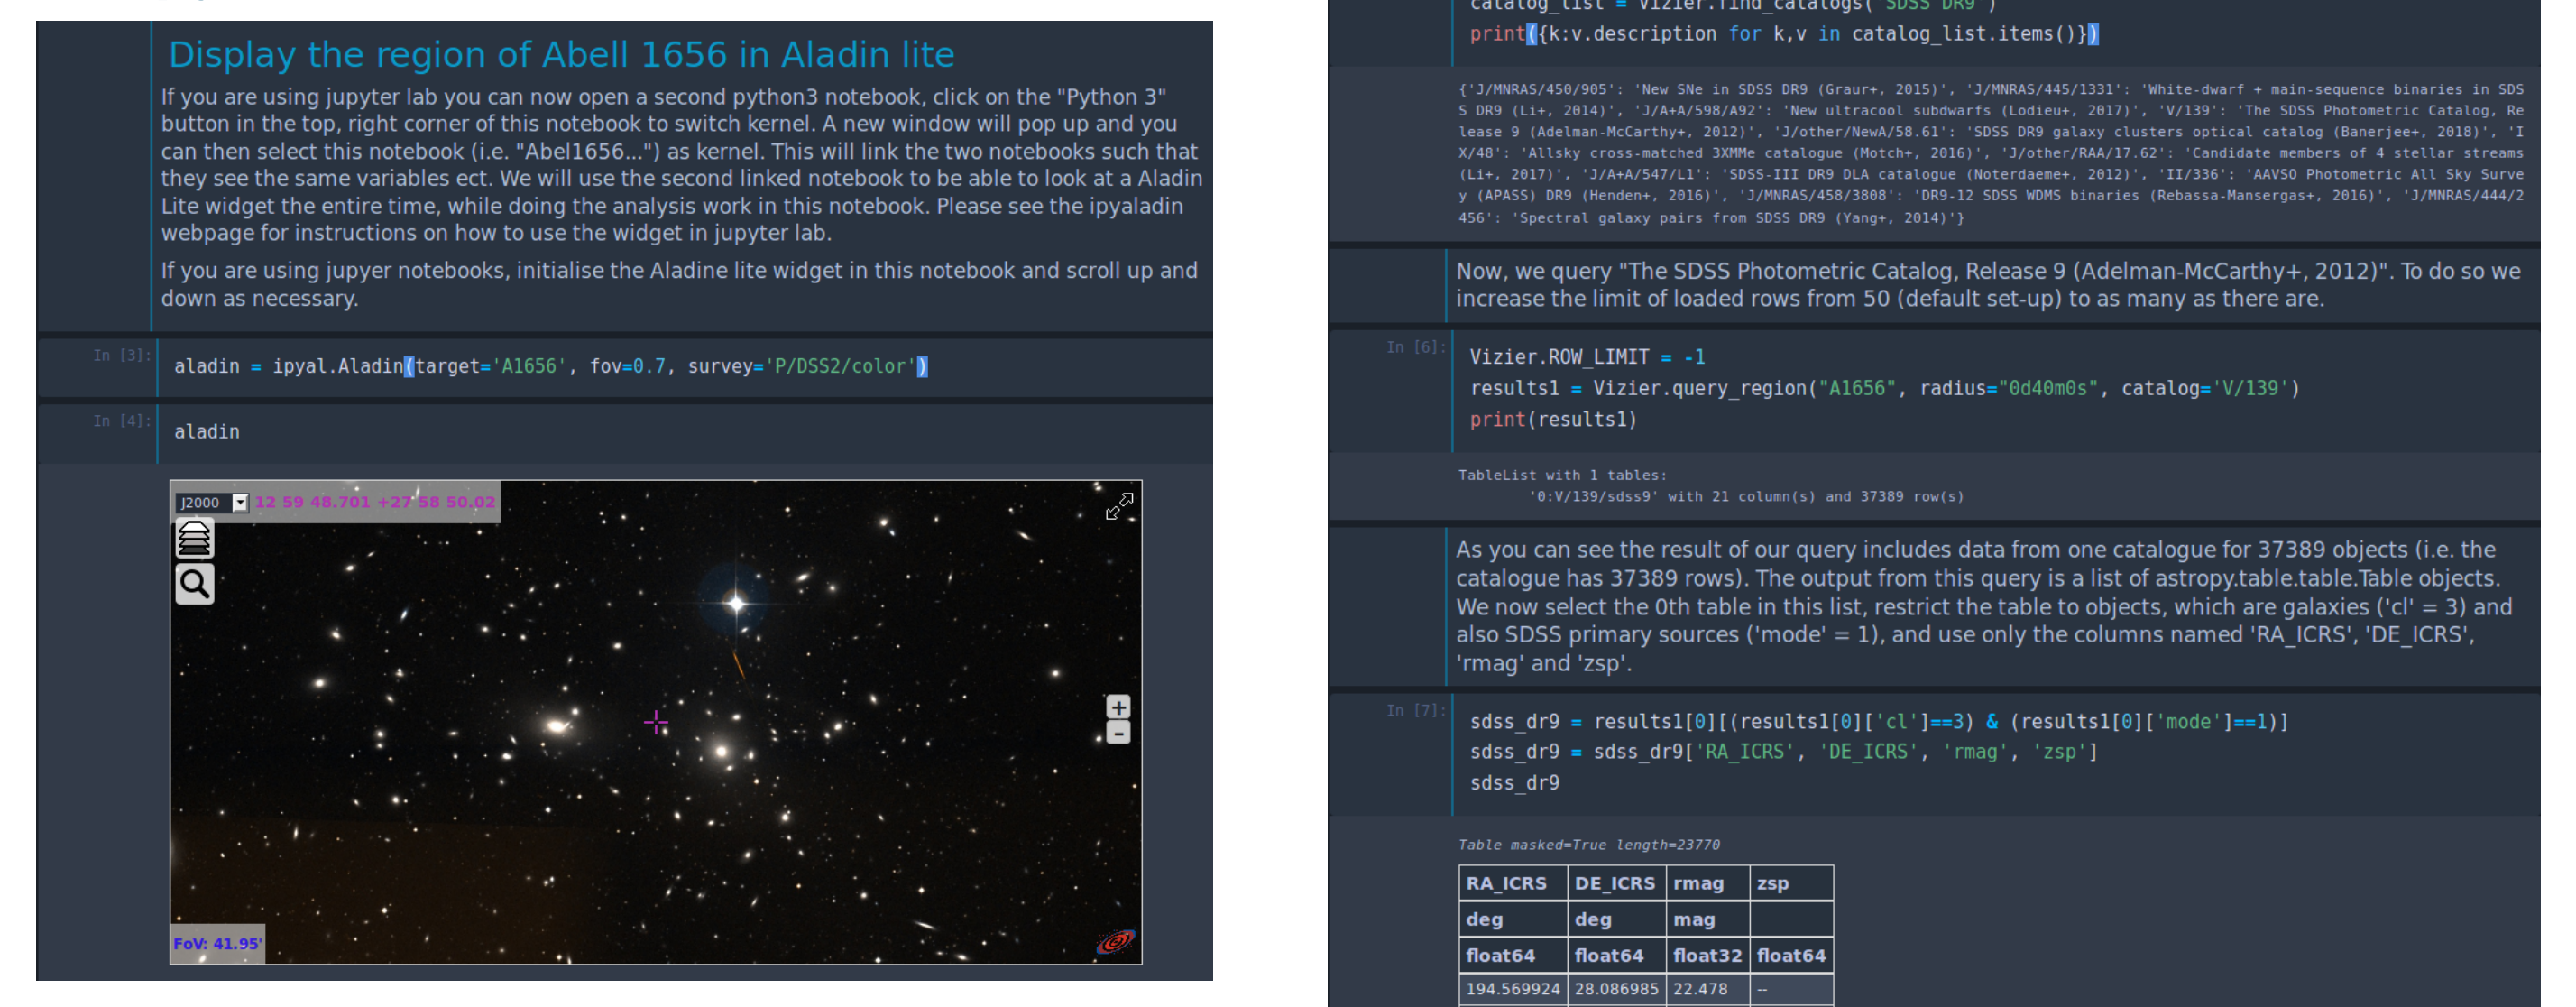 Display the region of Abell 1656 in Aladin lite
If you are using jupyter lab you can now open a second python3 notebook, click on the "Python 3"
button in the top, right corner of this notebook to switch kernel. A new window will pop up and you
can then select this notebook (i.e. "Abel1656...") as kernel. This will link the two notebooks such that
they see the same variables ect. We will use the second linked notebook to be able to look at a Aladin
Lite widget the entire time, while doing the analysis work in this notebook. Please see the ipyaladin
webpage for instructions on how to use the widget in jupyter lab.
If you are using jupyer notebooks, initialise the Aladine lite widget in this notebook and scroll up and
down as necessary.
In [3]:
aladin = ipyal.Aladin(target='A1656', fov=0.7, survey='P/DSS2/color')
In [4]:
aladin
J2000 12 59 48.701 +27 58 50.02
+
-
FoV: 41.95'
catalog_list = Vizier.find_catalogs('SDSS DR9')
print({k:v.description for k,v in catalog_list.items()})
{'J/MNRAS/450/905': 'New SNe in SDSS DR9 (Graur+, 2015)', 'J/MNRAS/445/1331': 'White-dwarf + main-sequence binaries in SDS
S DR9 (Li+, 2014)', 'J/A+A/598/A92': 'New ultracool subdwarfs (Lodieu+, 2017)', 'V/139': 'The SDSS Photometric Catalog, Re
lease 9 (Adelman-McCarthy+, 2012)', 'J/other/NewA/58.61': 'SDSS DR9 galaxy clusters optical catalog (Banerjee+, 2018)', 'I
X/48': 'Allsky cross-matched 3XMMe catalogue (Motch+, 2016)', 'J/other/RAA/17.62': 'Candidate members of 4 stellar streams
(Li+, 2017)', 'J/A+A/547/L1': 'SDSS-III DR9 DLA catalogue (Noterdaeme+, 2012)', 'II/336': 'AAVSO Photometric All Sky Surve
y (APASS) DR9 (Henden+, 2016)', 'J/MNRAS/458/3808': 'DR9-12 SDSS WDMS binaries (Rebassa-Mansergas+, 2016)', 'J/MNRAS/444/2
456': 'Spectral galaxy pairs from SDSS DR9 (Yang+, 2014)'}
Now, we query "The SDSS Photometric Catalog, Release 9 (Adelman-McCarthy+, 2012)". To do so we
increase the limit of loaded rows from 50 (default set-up) to as many as there are.
In [6]:
Vizier.ROW_LIMIT = -1
results1 = Vizier.query_region("A1656", radius="0d40m0s", catalog='V/139')
print(results1)
TableList with 1 tables:
'0:V/139/sdss9' with 21 column(s) and 37389 row(s)
As you can see the result of our query includes data from one catalogue for 37389 objects (i.e. the
catalogue has 37389 rows). The output from this query is a list of astropy.table.table.Table objects.
We now select the 0th table in this list, restrict the table to objects, which are galaxies ('cl' = 3) and
also SDSS primary sources ('mode' = 1), and use only the columns named 'RA_ICRS', 'DE_ICRS',
'rmag' and 'zsp'.
In [7]:
sdss_dr9 = results1[0][(results1[0]['cl']==3) & (results1[0]['mode']==1)]
sdss_dr9 = sdss_dr9['RA_ICRS', 'DE_ICRS', 'rmag', 'zsp']
sdss_dr9
Table masked=True length=23770
RA_ICRS DE_ICRS rmag zsp
deg deg mag
float64 float64 float32 float64
194.569924 28.086985 22.478 --